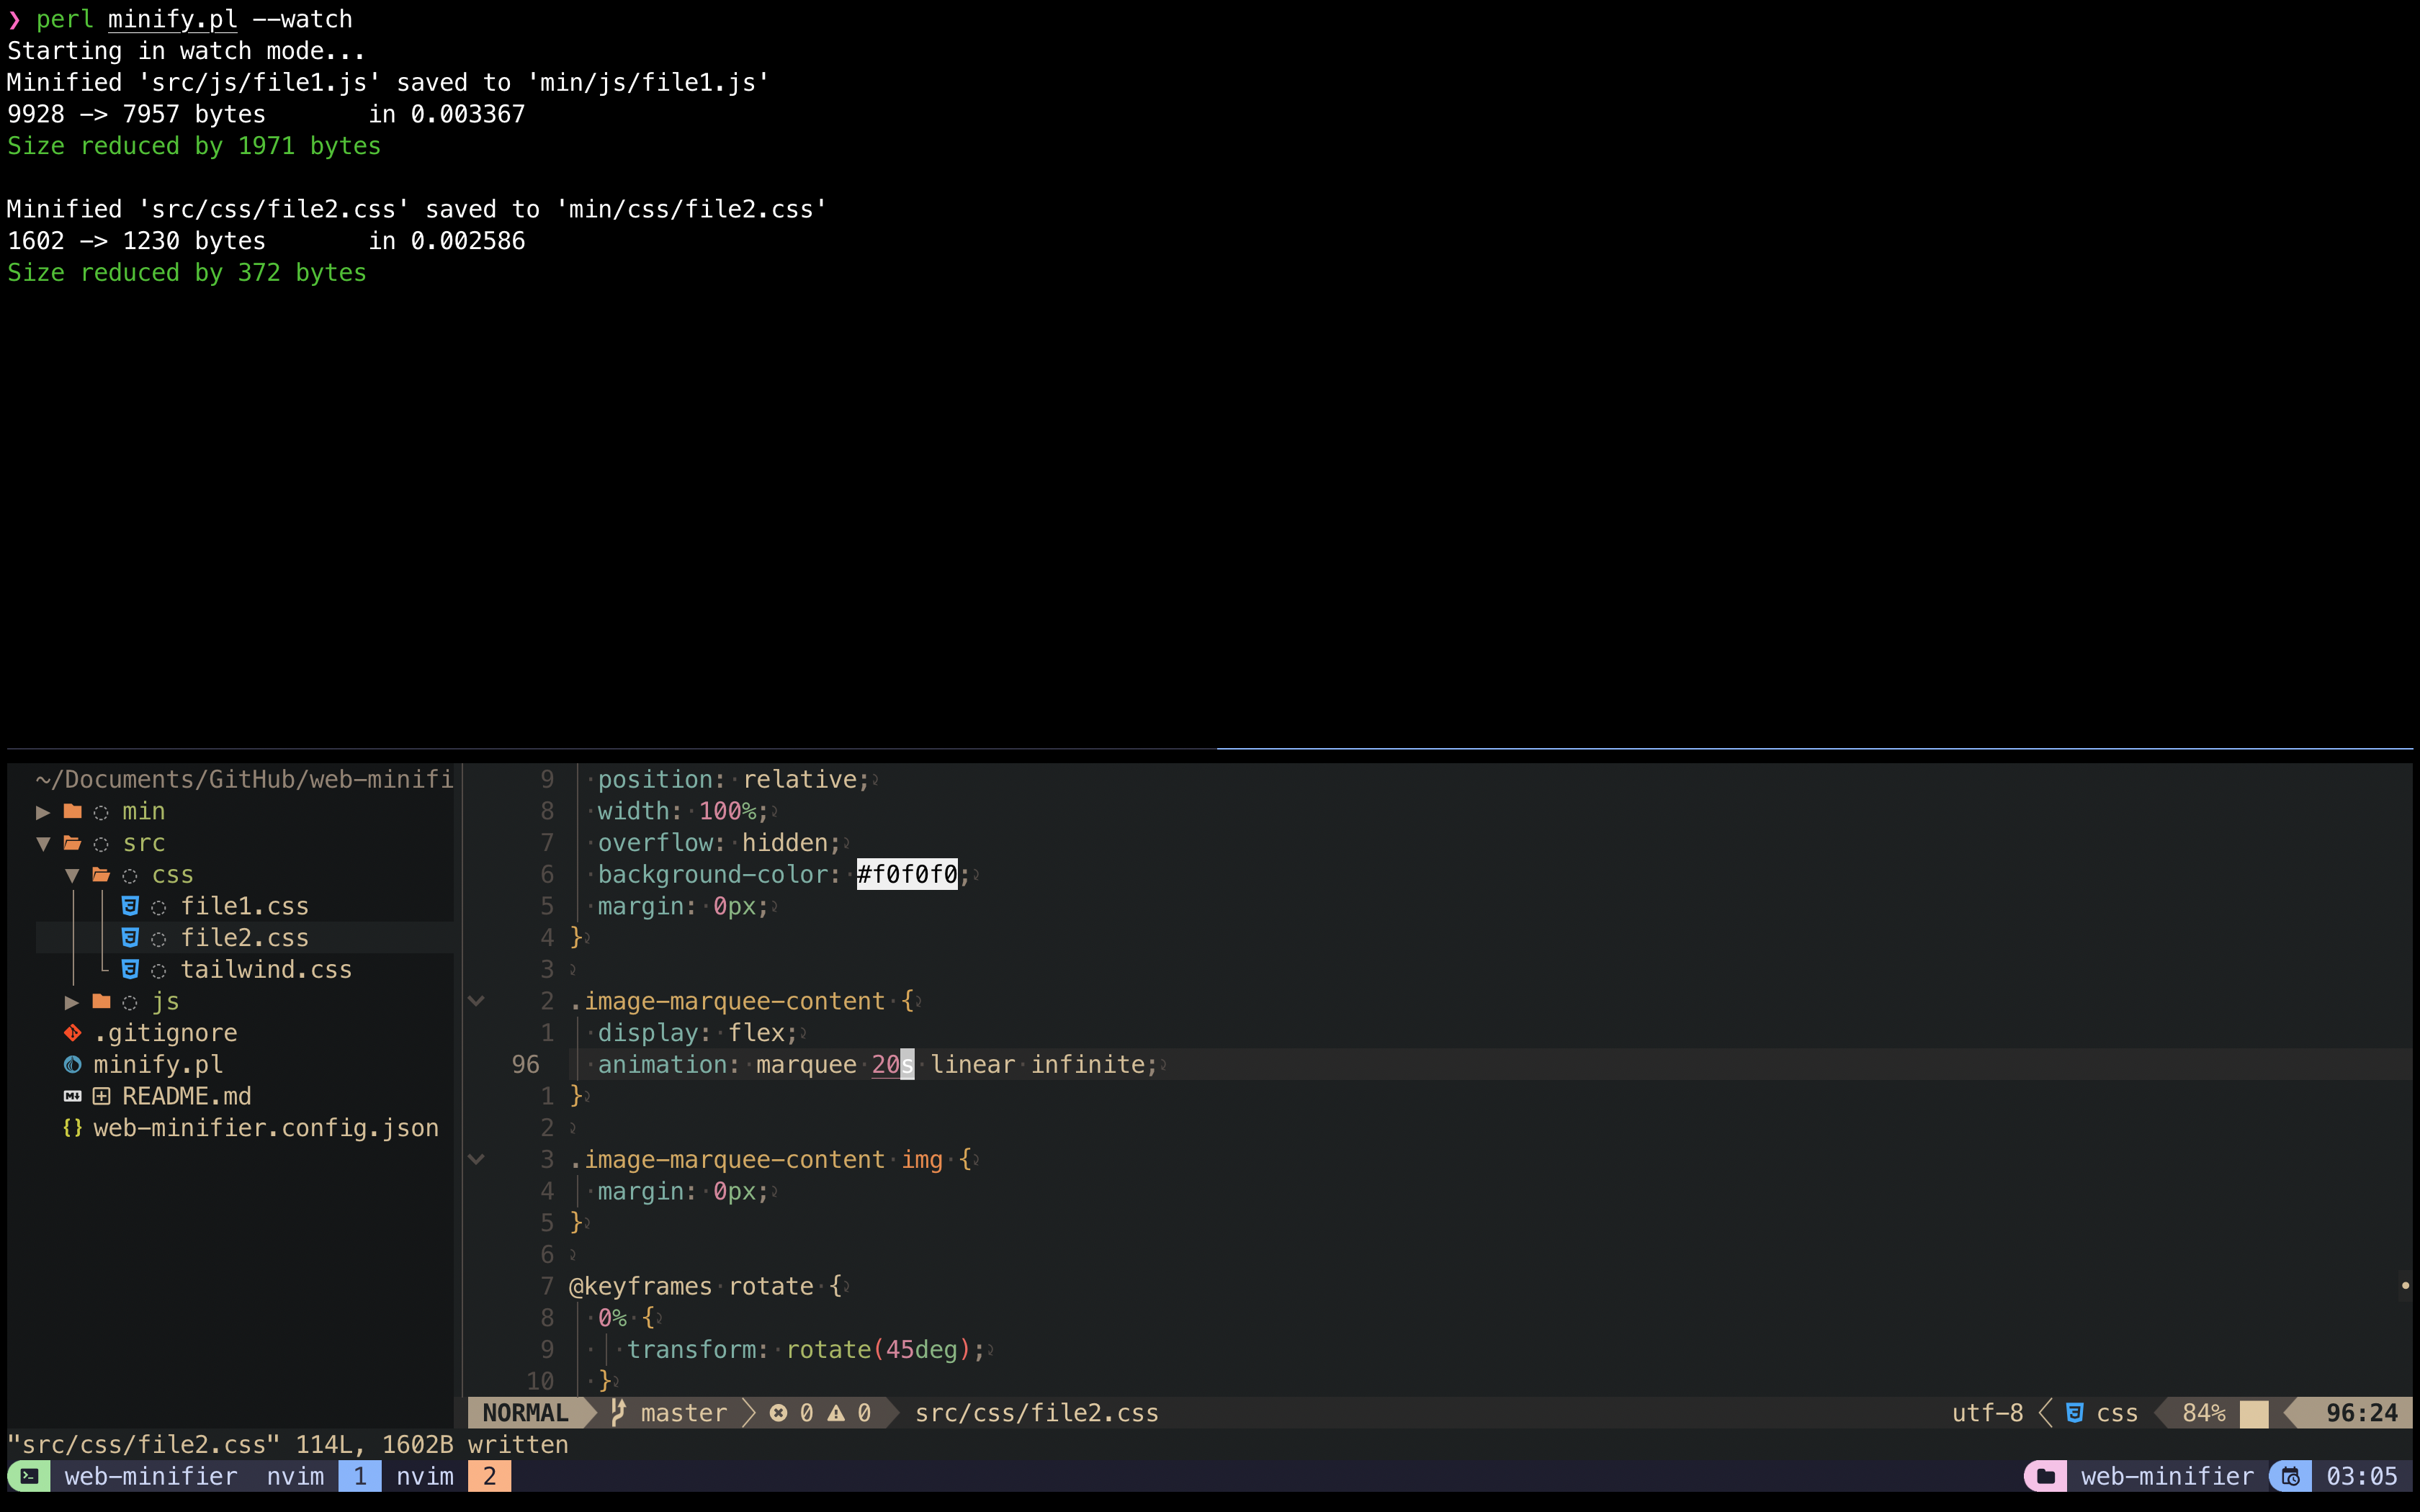 ❯ perl minify.pl --watch
Starting in watch mode...
Minified 'src/js/file1.js' saved to 'min/js/file1.js'
9928 -> 7957 bytes       in 0.003367
Size reduced by 1971 bytes
Minified 'src/css/file2.css' saved to 'min/css/file2.css'
1602 -> 1230 bytes       in 0.002586
Size reduced by 372 bytes
~/Documents/GitHub/web-minifi
min
src
css
file1.css
file2.css
tailwind.css
js
.gitignore
minify.pl
README.md
web-minifier.config.json
9 position: relative;
8 width: 100%;
7 overflow: hidden;
6 background-color: #f0f0f0;
5 margin: 0px;
4 }
3
2 .image-marquee-content {
1 display: flex;
96 animation: marquee 20s linear infinite;
1 }
2
3 .image-marquee-content img {
4 margin: 0px;
5 }
6
7 @keyframes rotate {
8 0% {
9 transform: rotate(45deg);
10 }
NORMAL master 0 0 src/css/file2.css utf-8 css 84% 96:24
"src/css/file2.css" 114L, 1602B written
web-minifier nvim 1 nvim 2 web-minifier 03:05